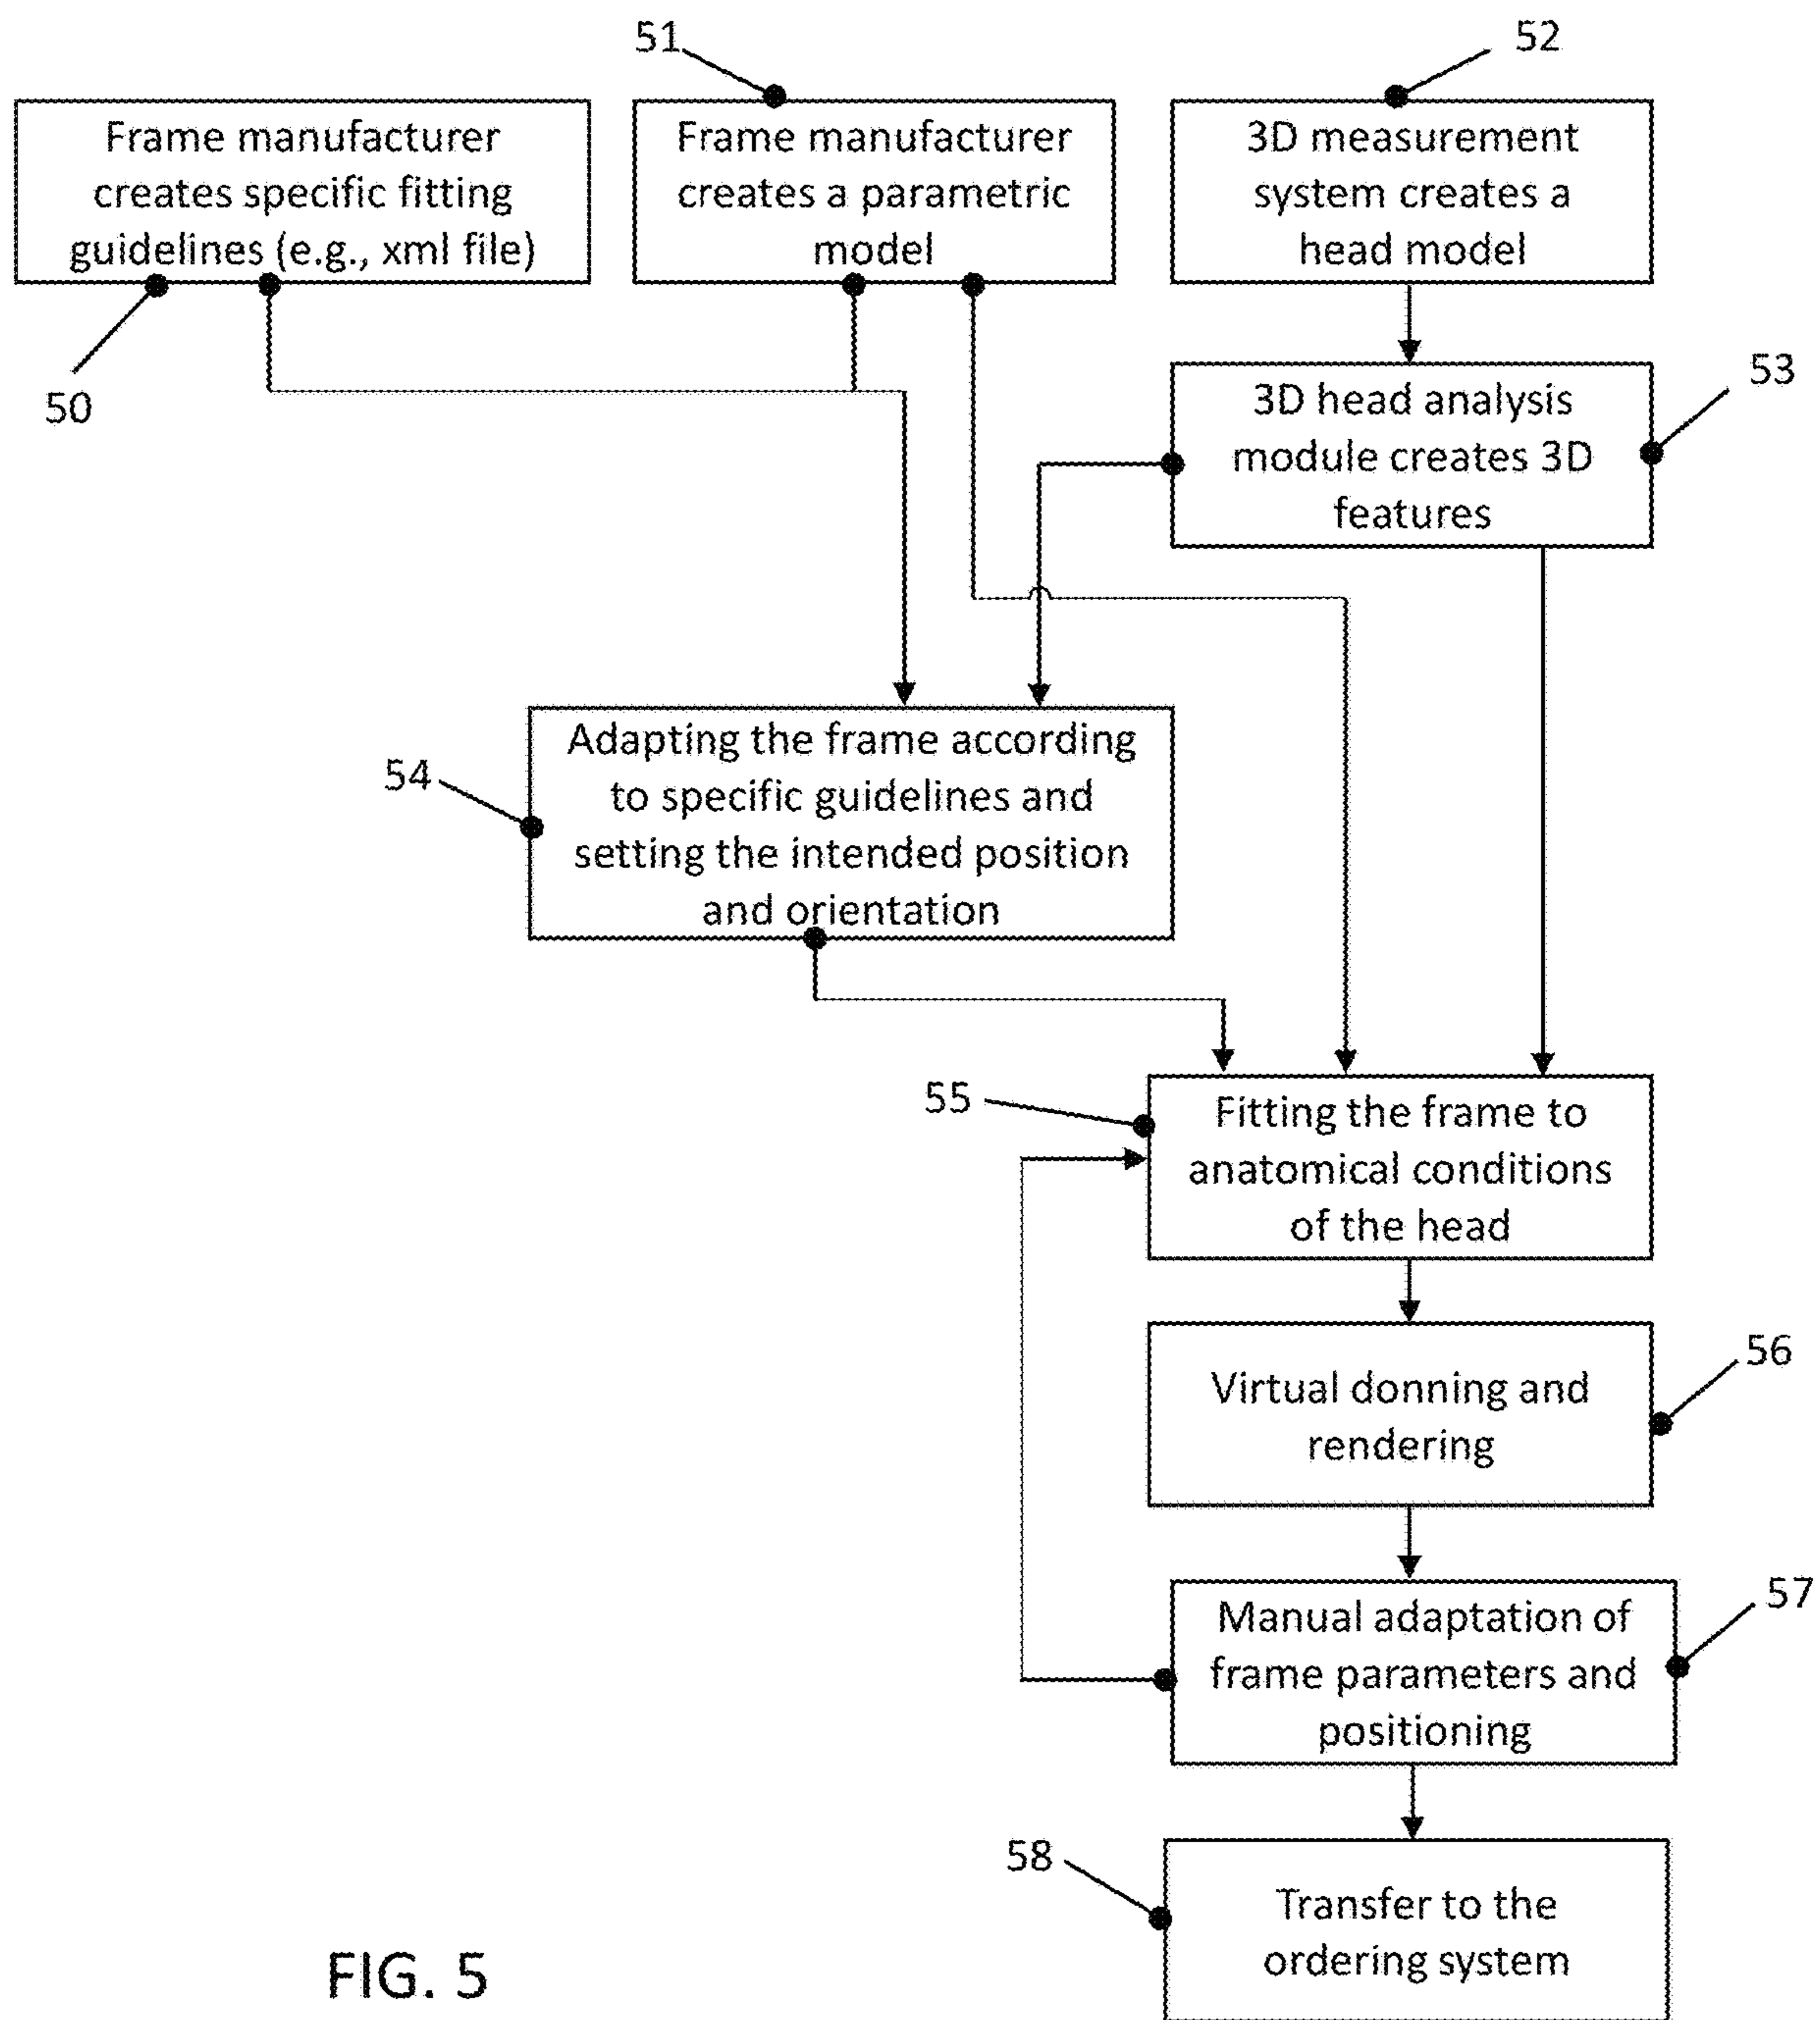 51
52
Frame manufacturer
creates specific fitting
guidelines (e.g., xml file)
Frame manufacturer
creates a parametric
model
3D measurement
system creates a
head model
50
53
3D head analysis
module creates 3D
features
54
Adapting the frame according
to specific guidelines and
setting the intended position
and orientation
55
Fitting the frame to
anatomical conditions
of the head
56
Virtual donning and
rendering
57
Manual adaptation of
frame parameters and
positioning
58
Transfer to the
ordering system
FIG. 5